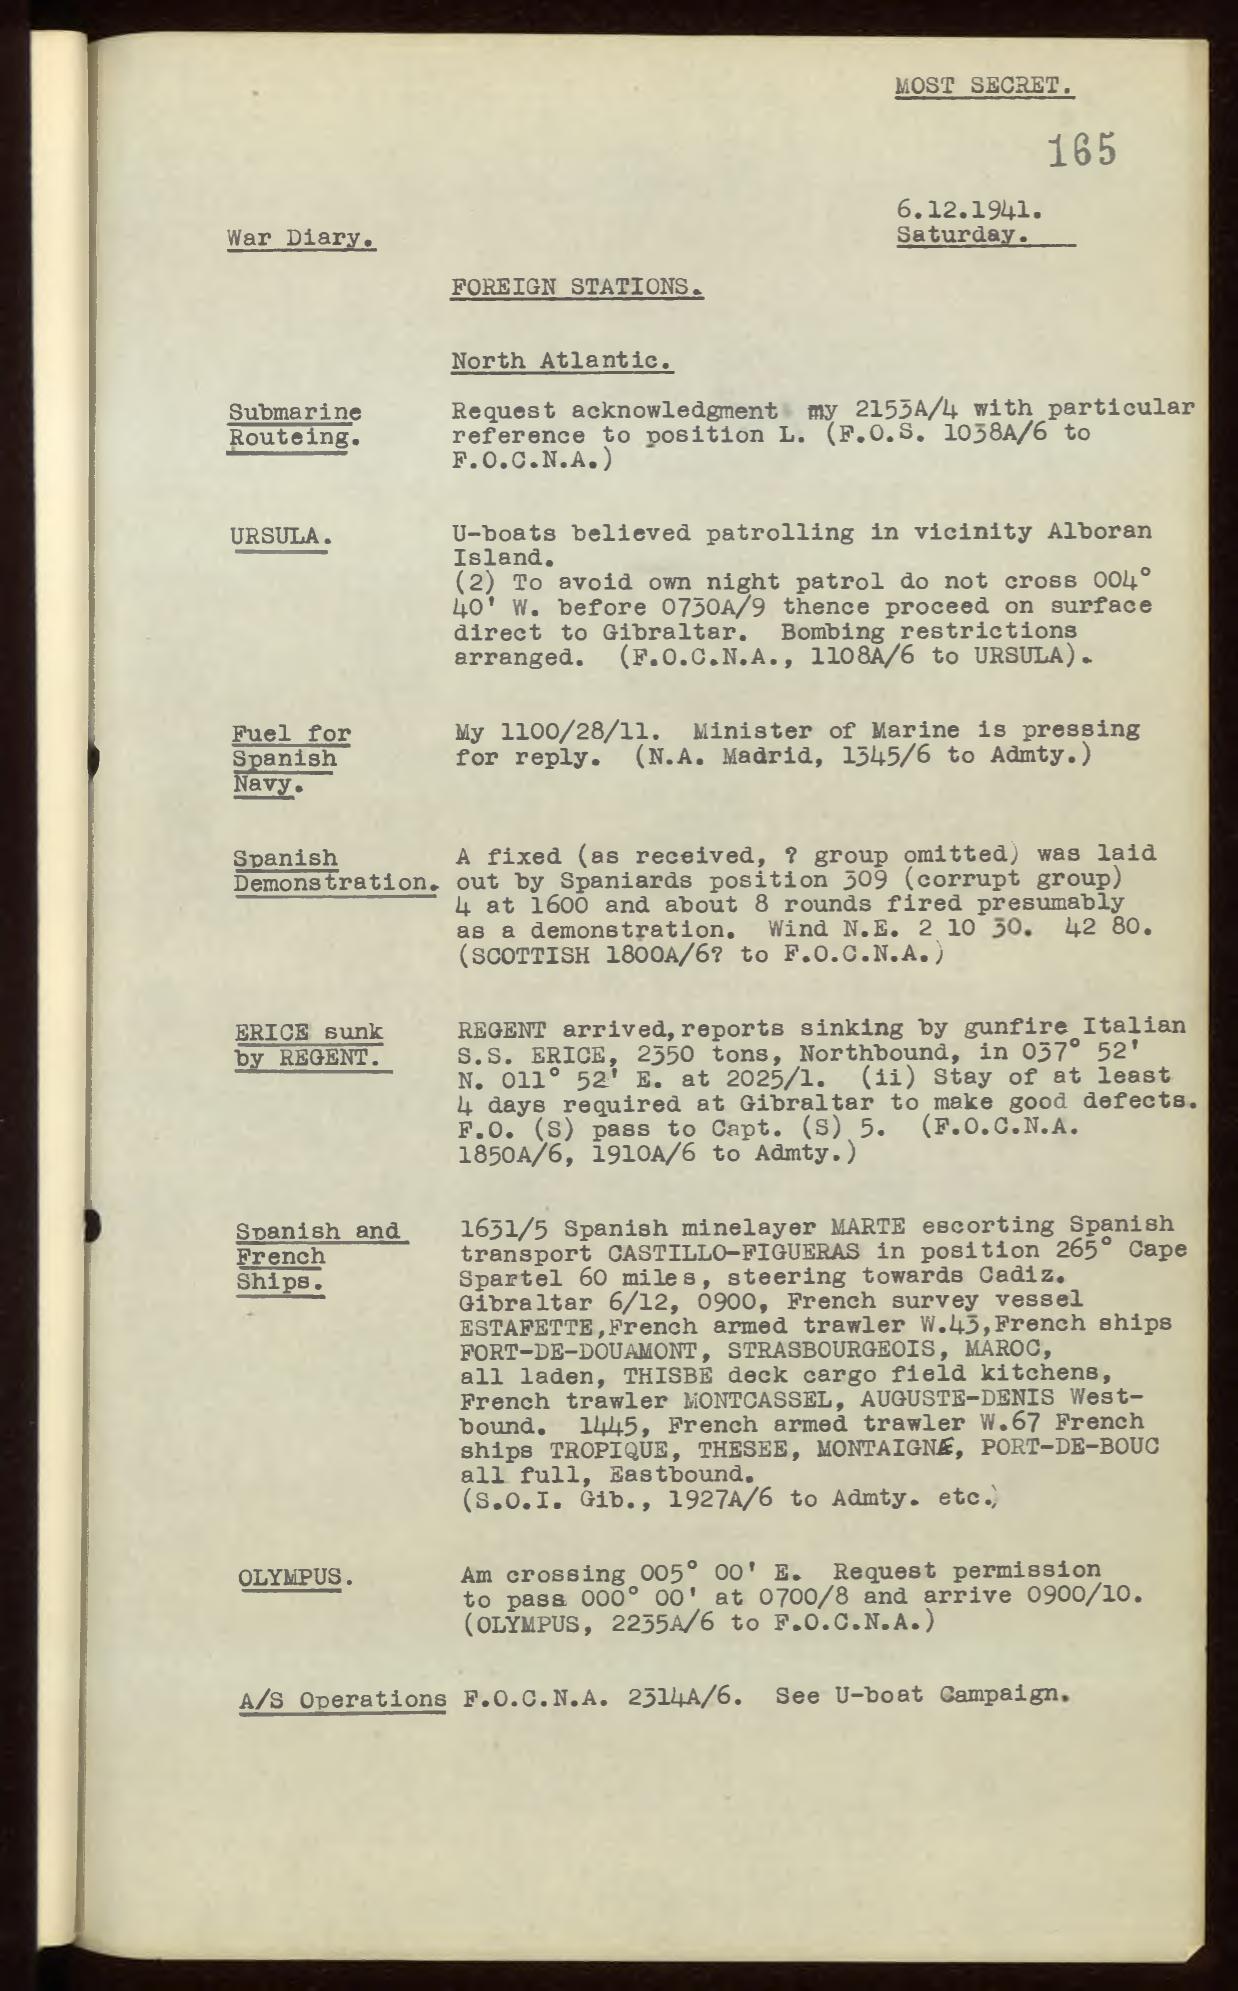 MOST SECRET.
165
6.12.1941.
War Diary.
Saturday.
FOREIGN STATIONS.
North Atlantic.
Submarine
Routeing.
Request acknowledgment my 2153A/4 with particular
reference to position L. (F.O.S. 1038A/6 to
F.O.C.N.A.)
URSULA.
U-boats believed patrolling in vicinity Alboran
Island.
(2) To avoid own night patrol do not cross 004°
40' W. before 0730A/9 thence proceed on surface
direct to Gibraltar. Bombing restrictions
arranged. (F.O.C.N.A., 1108A/6 to URSULA).
Fuel for
Spanish
Navy.
My 1100/28/11. Minister of Marine is pressing
for reply. (N.A. Madrid, 1345/6 to Admty.)
Spanish
Demonstration.
A fixed (as received, ? group omitted) was laid
out by Spaniards position 309 (corrupt group)
4 at 1600 and about 8 rounds fired presumably
as a demonstration. Wind N.E. 2 10 30. 42 80.
(SCOTTISH 1800A/6? to F.O.C.N.A.)
ERICE sunk
by REGENT.
REGENT arrived,reports sinking by gunfire Italian
S.S. ERICE, 2350 tons, Northbound, in 037° 52'
N. 011° 52' E. at 2025/1. (ii) Stay of at least
4 days required at Gibraltar to make good defects.
F.O. (S) pass to Capt. (S) 5. (F.O.C.N.A.
1850A/6, 1910A/6 to Admty.)
Spanish and
French
Ships.
1631/5 Spanish minelayer MARTE escorting Spanish
transport CASTILLO-FIGUERAS in position 265° Cape
Spartel 60 miles, steering towards Cadiz.
Gibraltar 6/12, 0900, French survey vessel
ESTAFETTE,French armed trawler W.43,French ships
FORT-DE-DOUAMONT, STRASBOURGEOIS, MAROC,
all laden, THISBE deck cargo field kitchens,
French trawler MONTCASSEL, AUGUSTE-DENIS West-
bound. 1445, French armed trawler W.67 French
ships TROPIQUE, THESEE, MONTAIGNE, PORT-DE-BOUC
all full, Eastbound.
(S.O.I. Gib., 1927A/6 to Admty. etc.)
OLYMPUS.
Am crossing 005° 00' E. Request permission
to pass 000° 00' at 0700/8 and arrive 0900/10.
(OLYMPUS, 2235A/6 to F.O.C.N.A.)
A/S Operations F.O.C.N.A. 2314A/6. See U-boat Campaign.